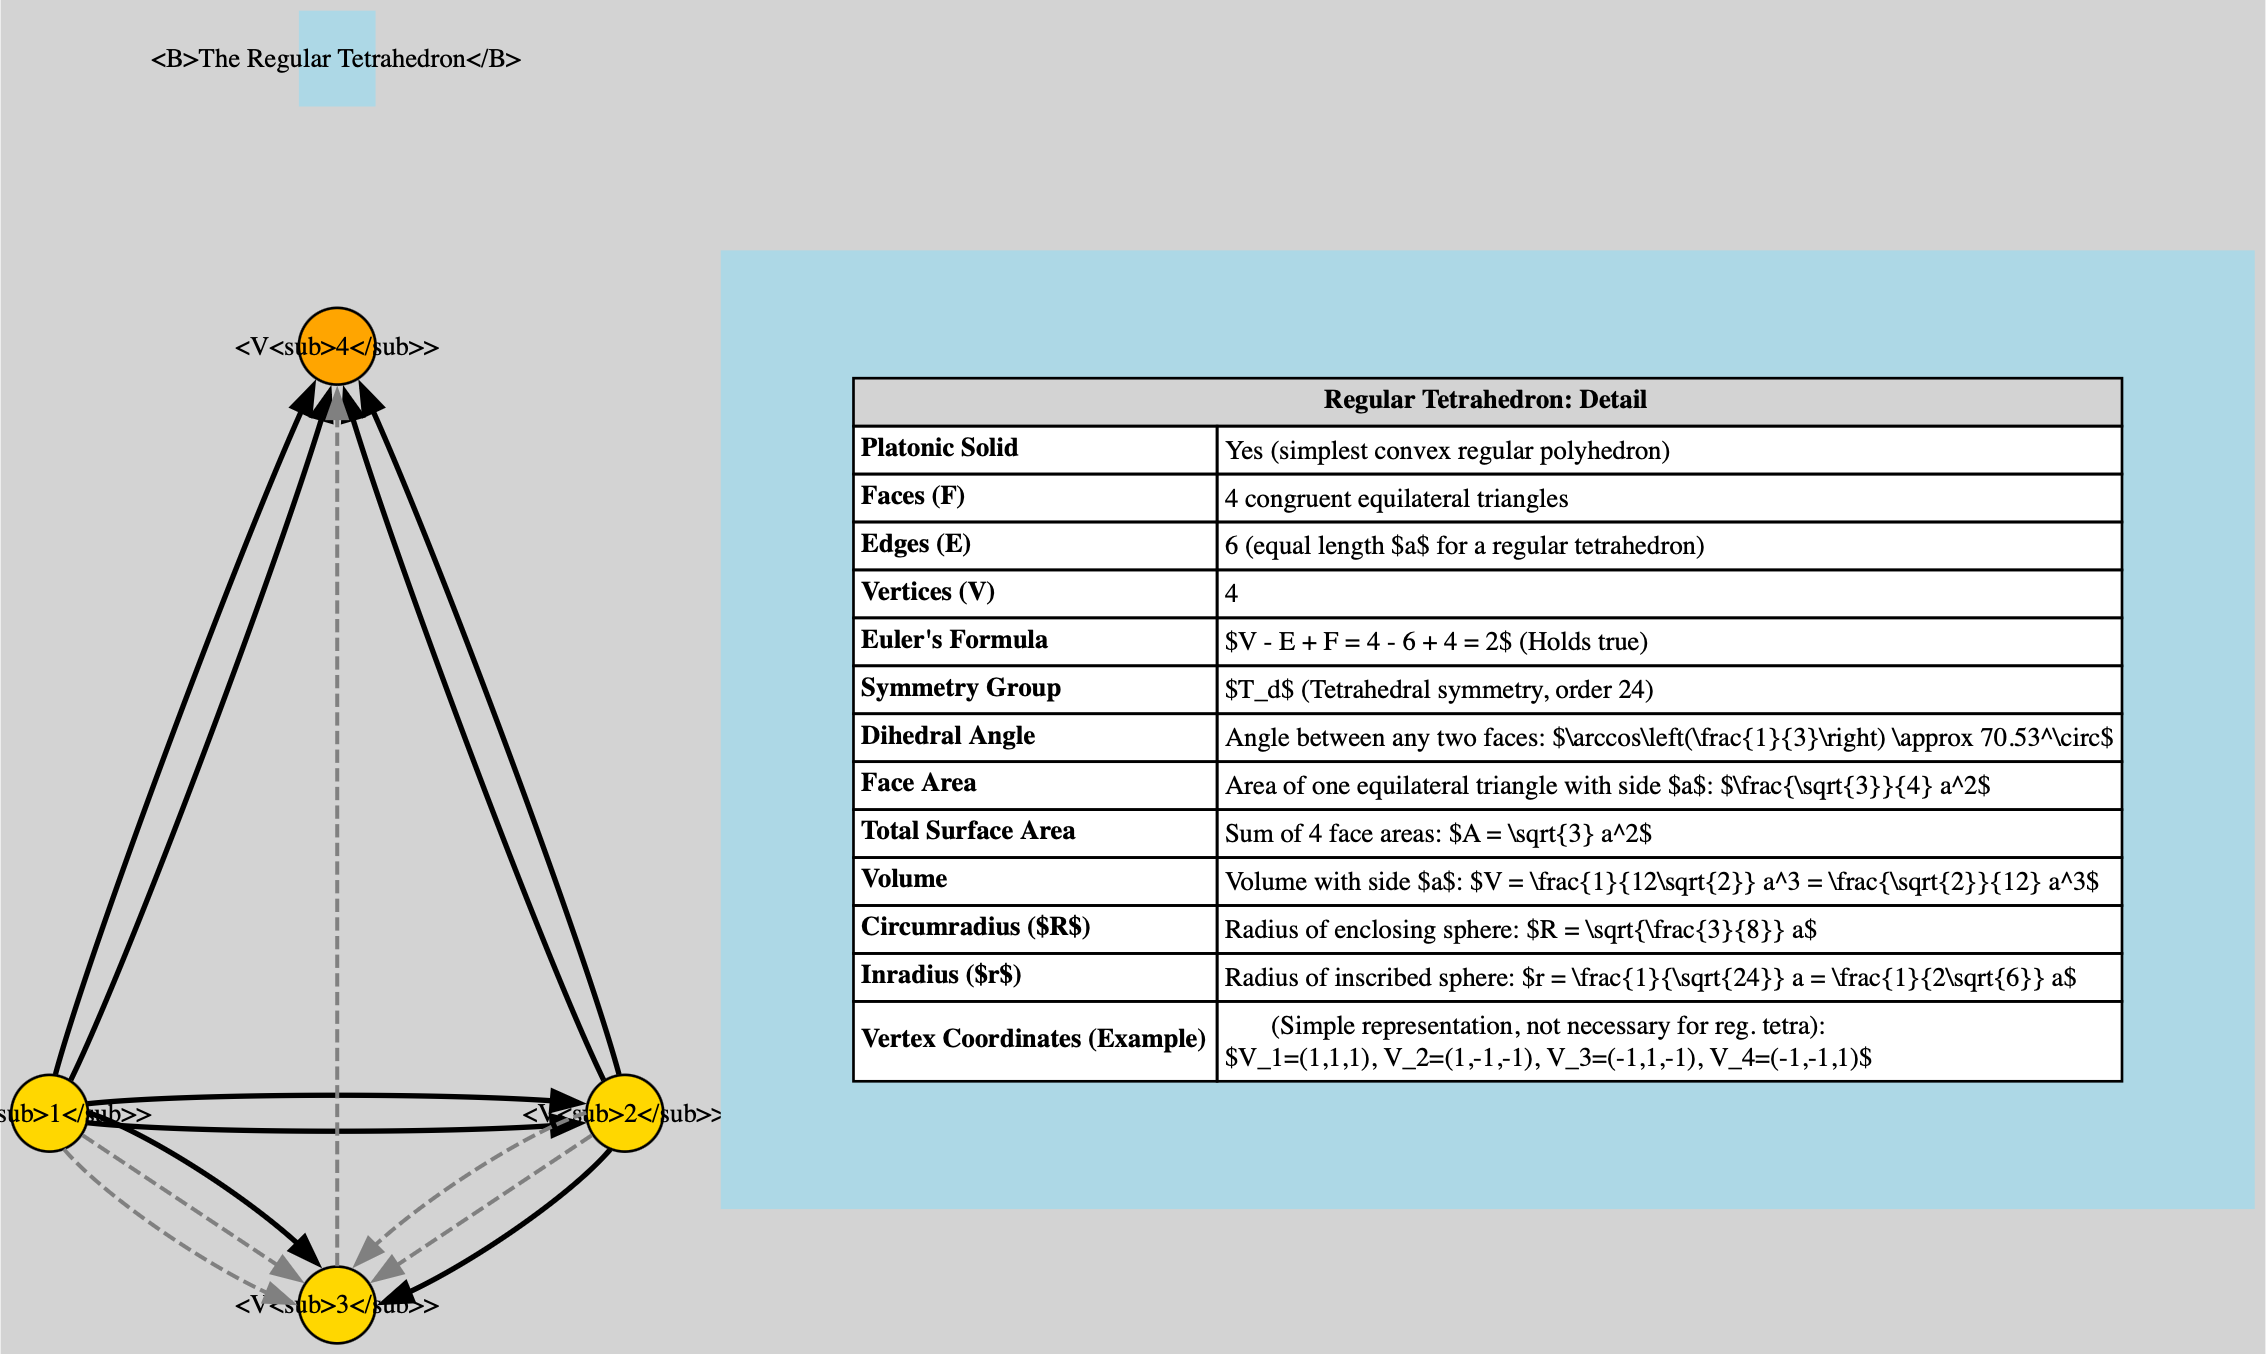 <B>The Regular Tetrahedron</B>
<V<sub>4</sub>>
sub>1</sub>>
<V<sub>2</sub>>
<V<sub>3</sub>>
Regular Tetrahedron: Detail
Platonic Solid Yes (simplest convex regular polyhedron)
Faces (F) 4 congruent equilateral triangles
Edges (E) 6 (equal length $a$ for a regular tetrahedron)
Vertices (V) 4
Euler's Formula $V - E + F = 4 - 6 + 4 = 2$ (Holds true)
Symmetry Group $T_d$ (Tetrahedral symmetry, order 24)
Dihedral Angle Angle between any two faces: $\arccos\left(\frac{1}{3}\right) \approx 70.53^\circ$
Face Area Area of one equilateral triangle with side $a$: $\frac{\sqrt{3}}{4} a^2$
Total Surface Area Sum of 4 face areas: $A = \sqrt{3} a^2$
Volume Volume with side $a$: $V = \frac{1}{12\sqrt{2}} a^3 = \frac{\sqrt{2}}{12} a^3$
Circumradius ($R$) Radius of enclosing sphere: $R = \sqrt{\frac{3}{8}} a$
Inradius ($r$) Radius of inscribed sphere: $r = \frac{1}{\sqrt{24}} a = \frac{1}{2\sqrt{6}} a$
Vertex Coordinates (Example) (Simple representation, not necessary for reg. tetra):
$V_1=(1,1,1), V_2=(1,-1,-1), V_3=(-1,1,-1), V_4=(-1,-1,1)$